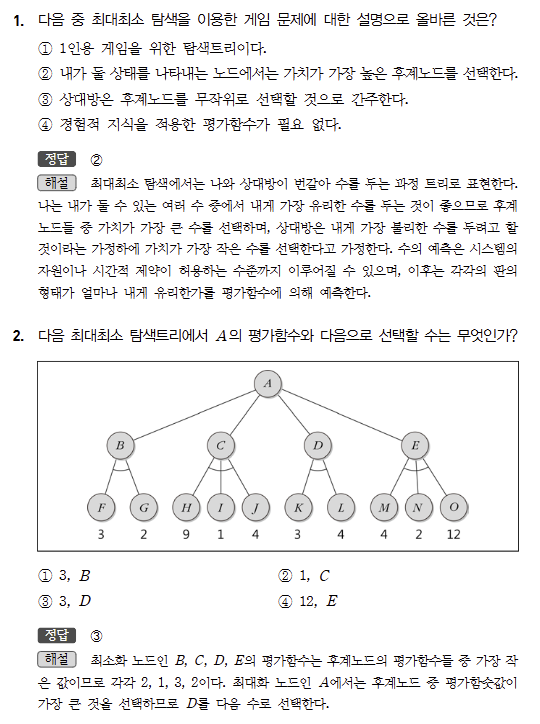 1. 다음 중 최대최소 탐색을 이용한 게임 문제에 대한 설명으로 올바른 것은?
① 1인용 게임을 위한 탐색트리이다.
② 내가 둘 상태를 나타내는 노드에서는 가치가 가장 높은 후계노드를 선택한다.
③ 상대방은 후계노드를 무작위로 선택할 것으로 간주한다.
④ 경험적 지식을 적용한 평가함수가 필요 없다.
정답 ②
해설 최대최소 탐색에서는 나와 상대방이 번갈아 수를 두는 과정 트리로 표현한다.
나는 내가 둘 수 있는 여러 수 중에서 내게 가장 유리한 수를 두는 것이 좋으므로 후계
노드들 중 가치가 가장 큰 수를 선택하며, 상대방은 내게 가장 불리한 수를 두려고 할
것이라는 가정하에 가치가 가장 작은 수를 선택한다고 가정한다. 수의 예측은 시스템의
자원이나 시간적 제약이 허용하는 수준까지 이루어질 수 있으며, 이후는 각각의 판의
형태가 얼마나 내게 유리한가를 평가함수에 의해 예측한다.
2. 다음 최대최소 탐색트리에서 A의 평가함수와 다음으로 선택할 수는 무엇인가?
A
B C D E
F G H I J K L M N O
3 2 9 1 4 3 4 4 2 12
① 3, B ② 1, C
③ 3, D ④ 12, E
정답 ③
해설 최소화 노드인 B, C, D, E의 평가함수는 후계노드의 평가함수들 중 가장 작
은 값이므로 각각 2, 1, 3, 2이다. 최대화 노드인 A에서는 후계노드 중 평가함숫값이
가장 큰 것을 선택하므로 D를 다음 수로 선택한다.